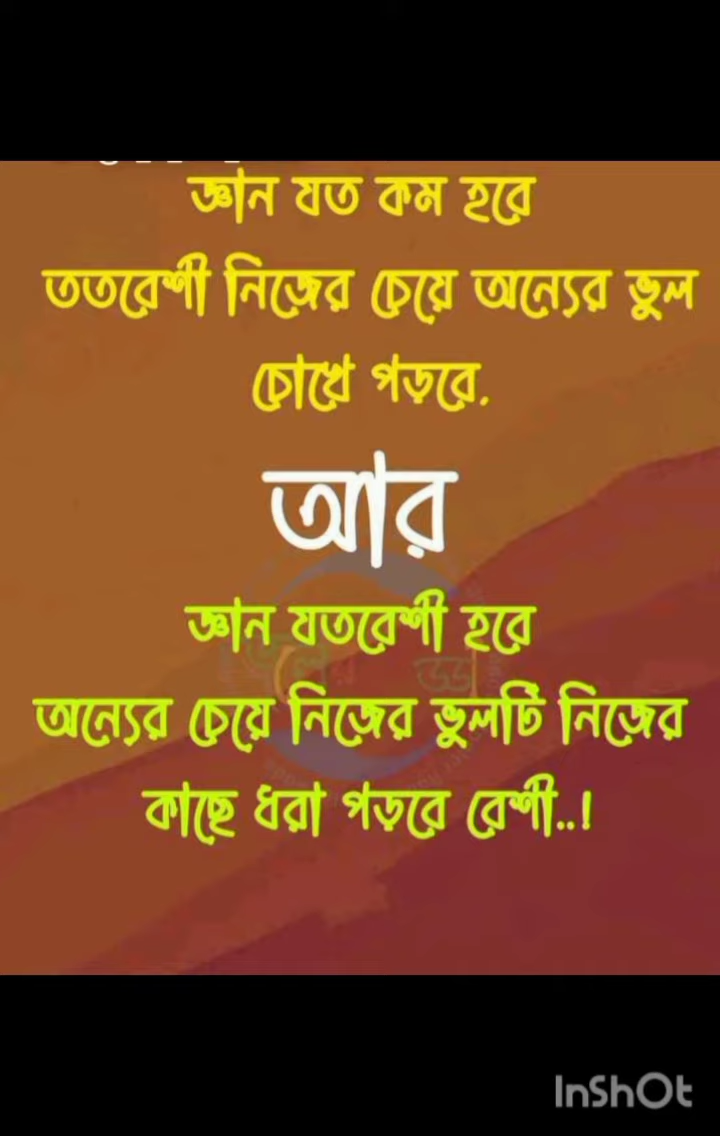 জ্ঞান যত কম হবে
ততবেশী নিজের চেয়ে অন্যের ভুল
চোখে পড়বে.
আর
জ্ঞান যতবেশী হবে
অন্যের চেয়ে নিজের ভুলটি নিজের
কাছে ধরা পড়বে বেশী..!
InShOt